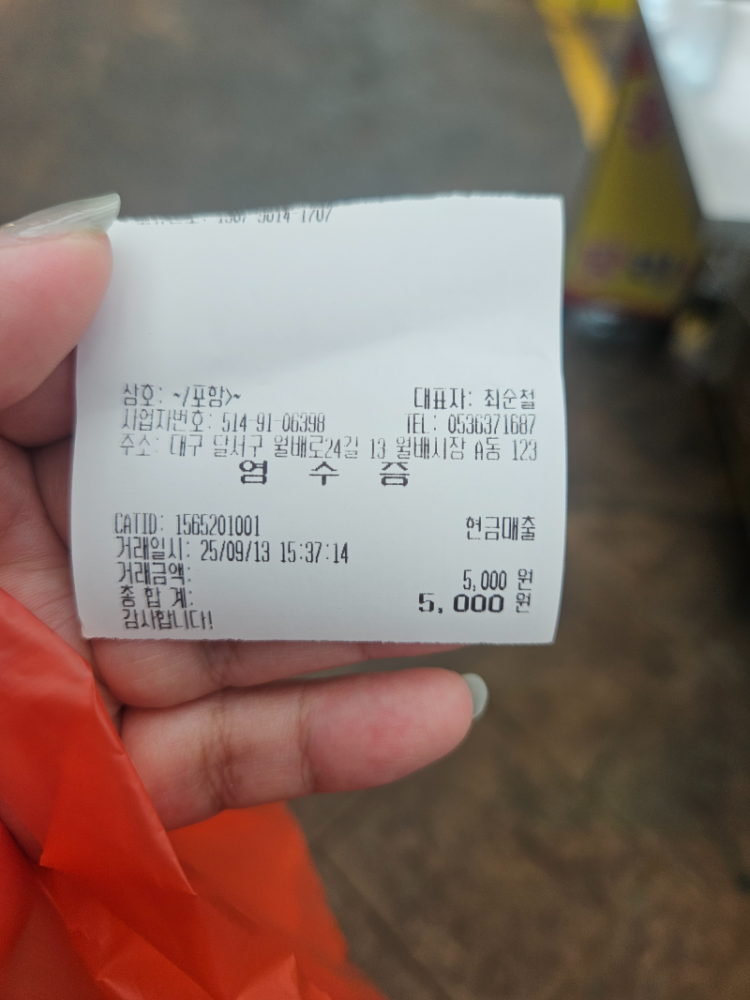 상호: ~/포항>~ 대표자: 최순철
사업자번호: 514-91-06398 TEL: 0536371687
주소: 대구 달서구 월배로24길 13 월배시장 A동 123
영 수 증
CATID: 1565201001 현금매출
거래일시: 25/09/13 15:37:14
거래금액: 5,000 원
총 합 계: 5,000 원
감사합니다!